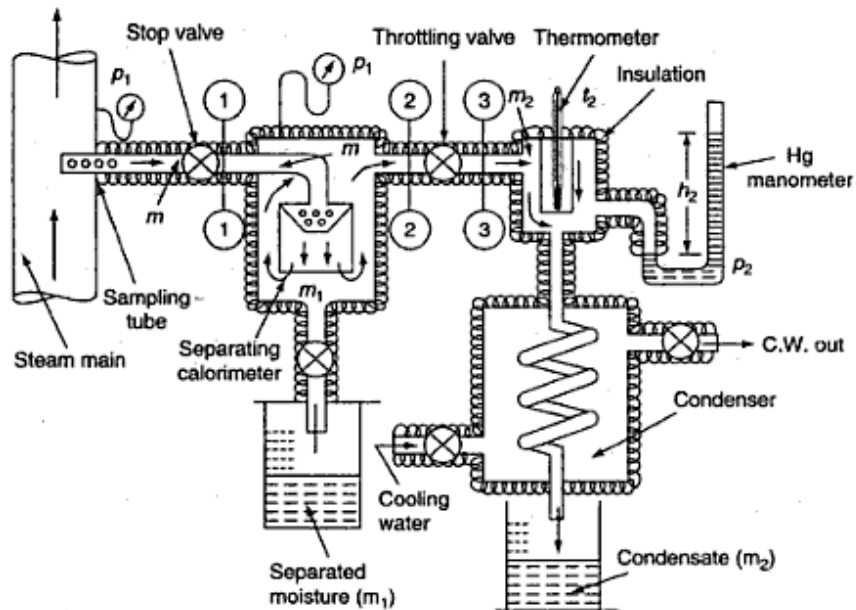 Stop valve
Throttling valve
Thermometer
Insulation
p₁
p₁
1
2
3
m₂
t₂
m
Hg
manometer
h₂
m
1
2
3
p₂
Sampling
tube
m₁
Steam main
Separating
calorimeter
C.W. out
Condenser
Cooling
water
Separated
moisture (m₁)
Condensate (m₂)